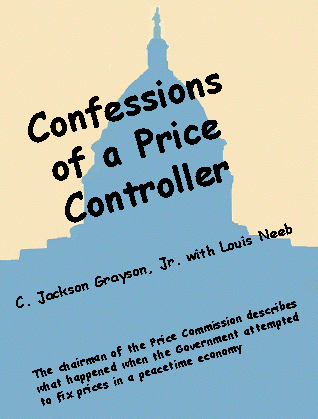 Confessions
of a Price
Controller
C. Jackson Grayson, Jr. with Louis Neeb
The chairman of the Price Commission describes
what happened when the Government attempted
to fix prices in a peacetime economy